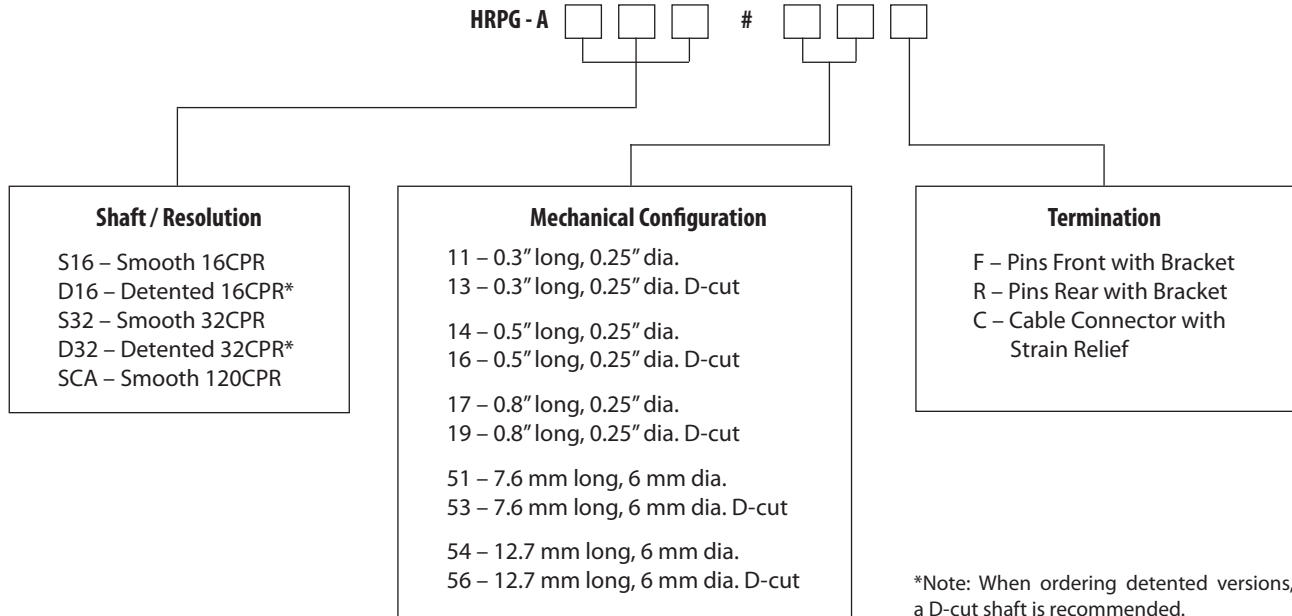 HRPG - A #
Shaft / Resolution
S16 – Smooth 16CPR
D16 – Detented 16CPR*
S32 – Smooth 32CPR
D32 – Detented 32CPR*
SCA – Smooth 120CPR
Mechanical Configuration
11 – 0.3" long, 0.25" dia.
13 – 0.3" long, 0.25" dia. D-cut
14 – 0.5" long, 0.25" dia.
16 – 0.5" long, 0.25" dia. D-cut
17 – 0.8" long, 0.25" dia.
19 – 0.8" long, 0.25" dia. D-cut
51 – 7.6 mm long, 6 mm dia.
53 – 7.6 mm long, 6 mm dia. D-cut
54 – 12.7 mm long, 6 mm dia.
56 – 12.7 mm long, 6 mm dia. D-cut
Termination
F – Pins Front with Bracket
R – Pins Rear with Bracket
C – Cable Connector with
Strain Relief
*Note: When ordering detented versions,
a D-cut shaft is recommended.